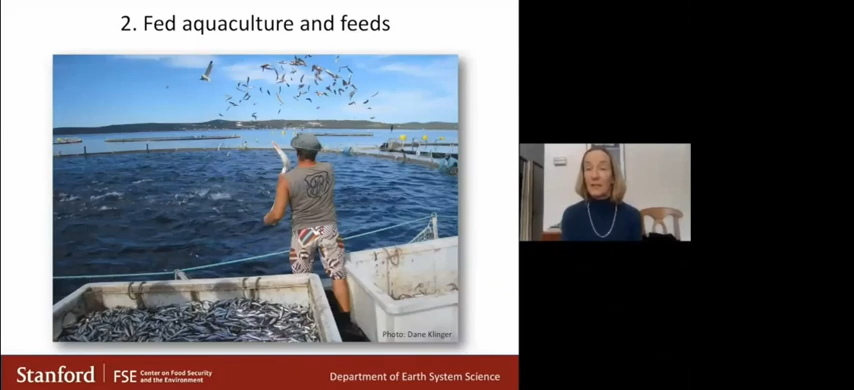 2. Fed aquaculture and feeds
Photo: Dane Klinger
Stanford
FSE
Center on Food Security
and the Environment
Department of Earth System Science